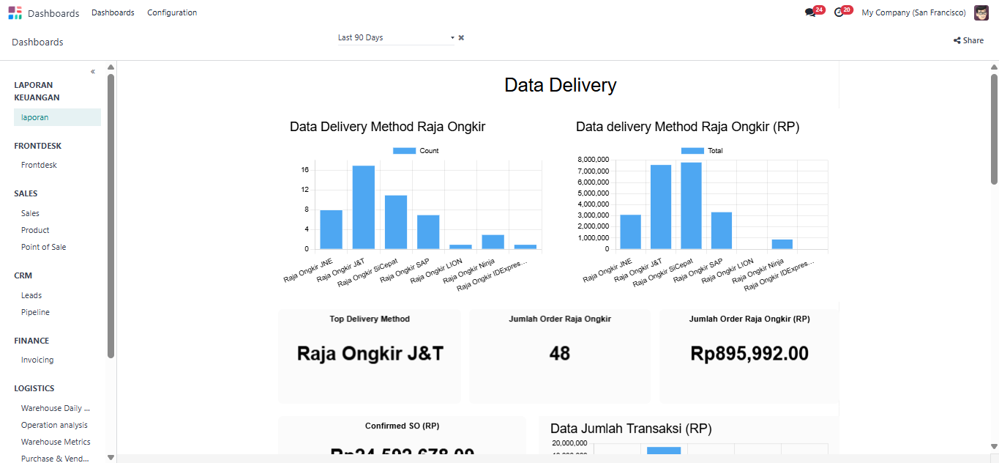 Dashboards Dashboards Configuration 24 20 My Company (San Francisco)
Dashboards Last 90 Days Share
LAPORAN
KEUANGAN
laporan
FRONTDESK
Frontdesk
SALES
Sales
Product
Point of Sale
CRM
Leads
Pipeline
FINANCE
Invoicing
LOGISTICS
Warehouse Daily ...
Operation analysis
Warehouse Metrics
Purchase & Vend...
Data Delivery
Data Delivery Method Raja Ongkir
Count
16
12
8
4
0
Raja Ongkir JNE
Raja Ongkir J&T
Raja Ongkir SiCepat
Raja Ongkir SAP
Raja Ongkir LION
Raja Ongkir Ninja
Raja Ongkir IDExpres...
Data delivery Method Raja Ongkir (RP)
Total
8,000,000
7,000,000
6,000,000
5,000,000
4,000,000
3,000,000
2,000,000
1,000,000
0
Raja Ongkir JNE
Raja Ongkir J&T
Raja Ongkir SiCepat
Raja Ongkir SAP
Raja Ongkir LION
Raja Ongkir Ninja
Raja Ongkir IDExpres...
Top Delivery Method
Raja Ongkir J&T
Jumlah Order Raja Ongkir
48
Jumlah Order Raja Ongkir (RP)
Rp895,992.00
Confirmed SO (RP)
Data Jumlah Transaksi (RP)
20,000,000